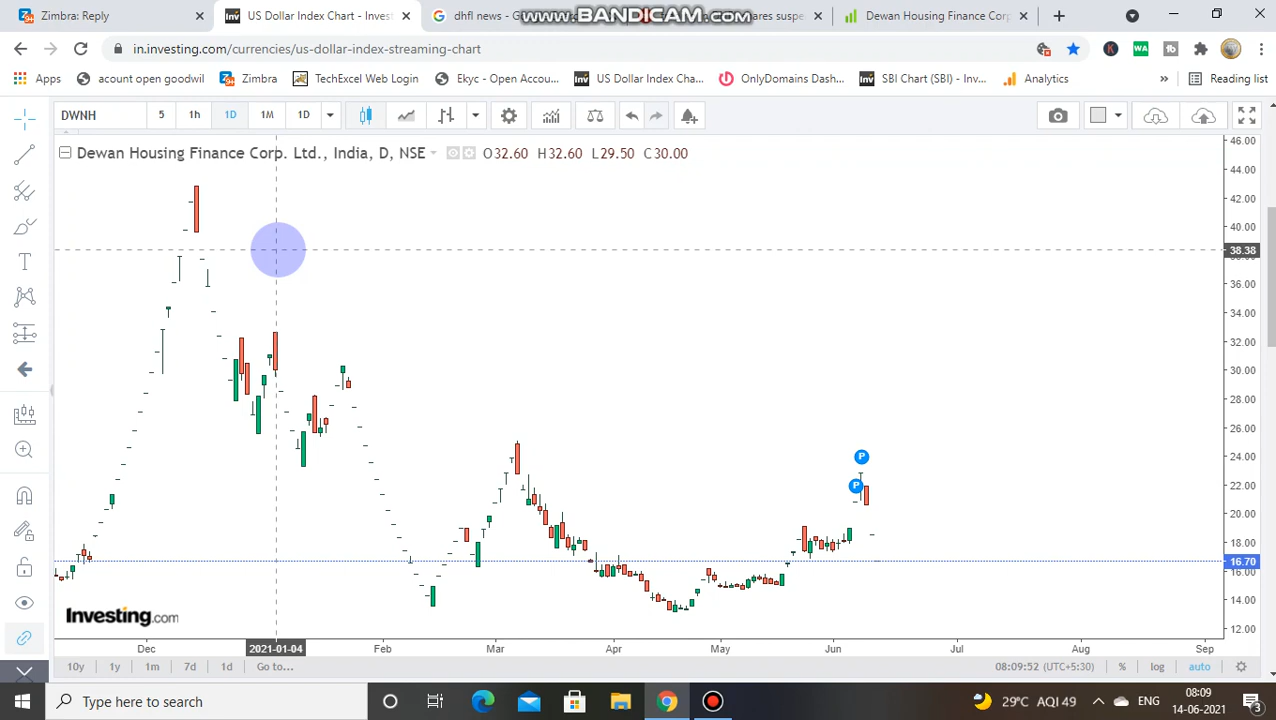 Zimbra: Reply
US Dollar Index Chart - Invest
dhfl news - G
www.BANDICAM.com
ares suspe
Dewan Housing Finance Corp
in.investing.com/currencies/us-dollar-index-streaming-chart
Apps
acount open goodwil
Zimbra
TechExcel Web Login
Ekyc - Open Accou...
US Dollar Index Cha...
OnlyDomains Dash...
SBI Chart (SBI) - Inv...
Analytics
»
Reading list
DWNH
5
1h
1D
1M
1D
Dewan Housing Finance Corp. Ltd., India, D, NSE
O32.60 H32.60 L29.50 C30.00
46.00
44.00
42.00
40.00
38.38
36.00
34.00
32.00
30.00
28.00
26.00
24.00
22.00
20.00
18.00
16.70
16.00
14.00
12.00
P
P
Investing.com
Dec
2021-01-04
Feb
Mar
Apr
May
Jun
Jul
Aug
Sep
10y
1y
1m
7d
1d
Go to...
08:09:52 (UTC+5:30)
%
log
auto
Type here to search
29°C AQI 49
ENG
08:09
14-06-2021
3